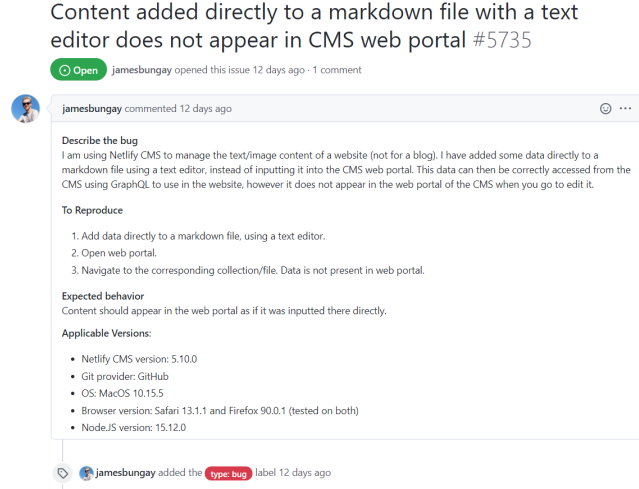 Content added directly to a markdown file with a text
editor does not appear in CMS web portal #5735
Open jamesbungay opened this issue 12 days ago · 1 comment
jamesbungay commented 12 days ago
Describe the bug
I am using Netlify CMS to manage the text/image content of a website (not for a blog). I have added some data directly to a
markdown file using a text editor, instead of inputting it into the CMS web portal. This data can then be correctly accessed from the
CMS using GraphQL to use in the website, however it does not appear in the web portal of the CMS when you go to edit it.
To Reproduce
1. Add data directly to a markdown file, using a text editor.
2. Open web portal.
3. Navigate to the corresponding collection/file. Data is not present in web portal.
Expected behavior
Content should appear in the web portal as if it was inputted there directly.
Applicable Versions:
• Netlify CMS version: 5.10.0
• Git provider: GitHub
• OS: MacOS 10.15.5
• Browser version: Safari 13.1.1 and Firefox 90.0.1 (tested on both)
• Node.JS version: 15.12.0
jamesbungay added the type: bug label 12 days ago